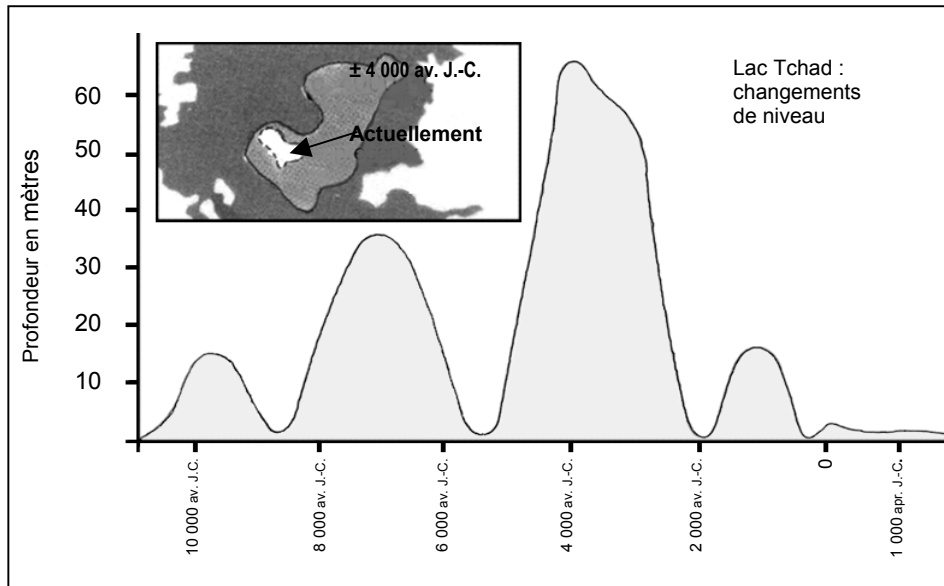 Lac Tchad :
changements
de niveau
± 4 000 av. J.-C.
Actuellement
Profondeur en mètres
60
50
40
30
20
10
10 000 av. J.C.
8 000 av. J.-C.
6 000 av. J.-C.
4 000 av. J.-C.
2 000 av. J.-C.
0
1 000 apr. J.-C.